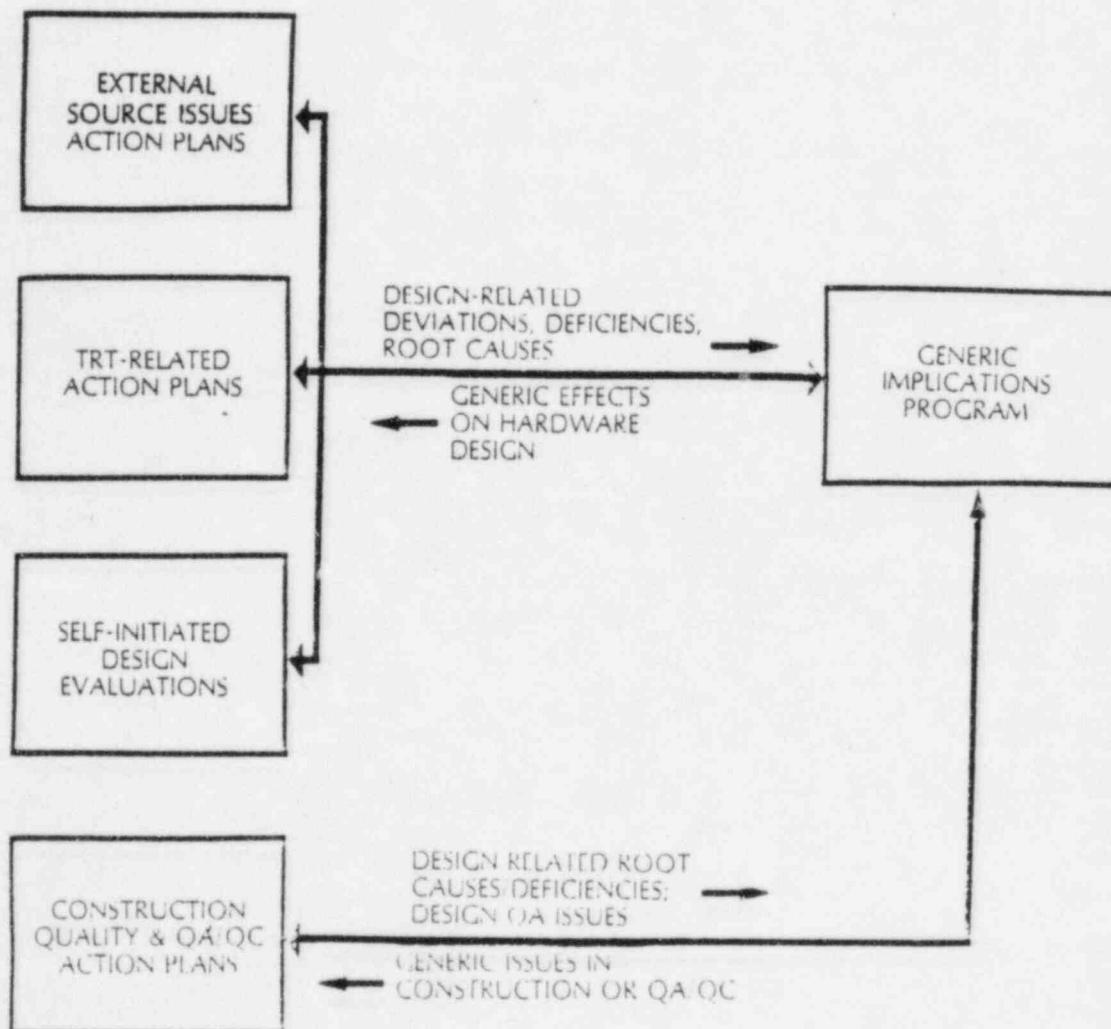 EXTERNAL
SOURCE ISSUES
ACTION PLANS
TRT-RELATED
ACTION PLANS
DESIGN-RELATED
DEVIATIONS, DEFICIENCIES,
ROOT CAUSES
GENERIC EFFECTS
ON HARDWARE
DESIGN
GENERIC
IMPLICATIONS
PROGRAM
SELF-INITIATED
DESIGN
EVALUATIONS
CONSTRUCTION
QUALITY & QA/QC
ACTION PLANS
DESIGN RELATED ROOT
CAUSES/DEFICIENCIES;
DESIGN QA ISSUES
GENERIC ISSUES IN
CONSTRUCTION OR QA/QC